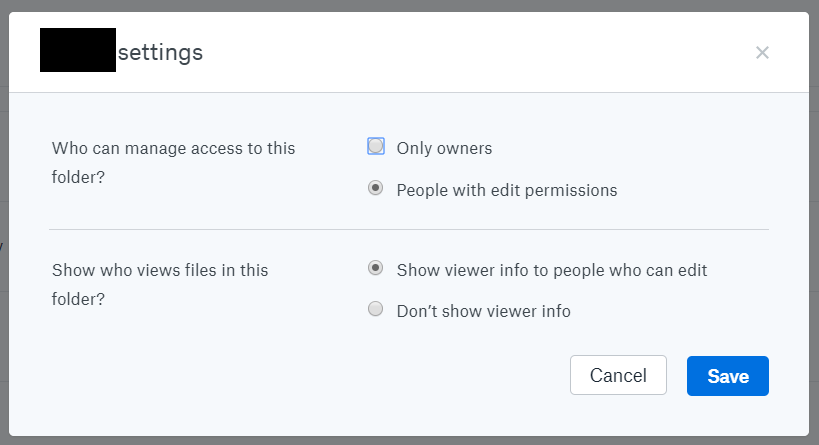 settings
Who can manage access to this
folder?
Only owners
People with edit permissions
Show who views files in this
folder?
Show viewer info to people who can edit
Don't show viewer info
Cancel
Save